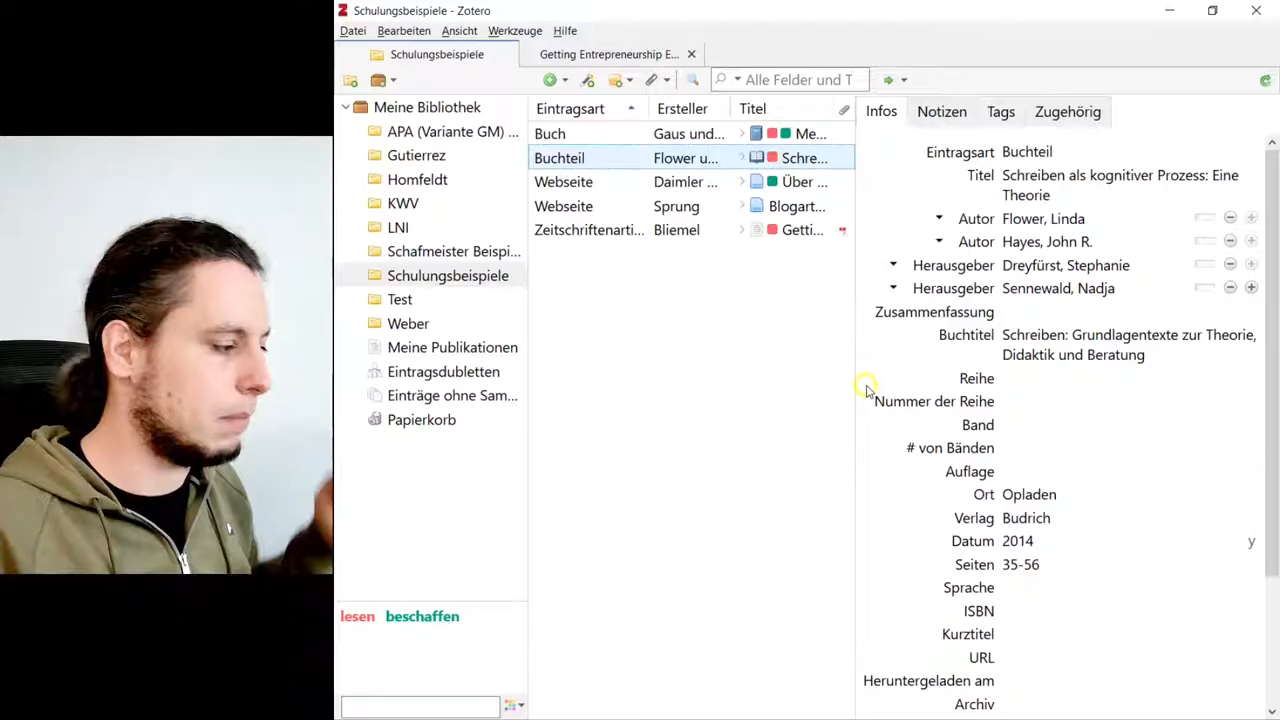 Schulungsbeispiele - Zotero
Datei Bearbeiten Ansicht Werkzeuge Hilfe
Schulungsbeispiele
Getting Entrepreneurship E...
Alle Felder und T
Meine Bibliothek
APA (Variante GM) ...
Gutierrez
Homfeldt
KWV
LNI
Schafmeister Beispi...
Schulungsbeispiele
Test
Weber
Meine Publikationen
Eintragsdubletten
Einträge ohne Sam...
Papierkorb
lesen beschaffen
Eintragsart Ersteller Titel
Buch Gaus und... Me...
Buchteil Flower u... Schre...
Webseite Daimler ... Über ...
Webseite Sprung Blogart...
Zeitschriftenarti... Bliemel Getti...
Infos Notizen Tags Zugehörig
Eintragsart Buchteil
Titel Schreiben als kognitiver Prozess: Eine
Theorie
Autor Flower, Linda
Autor Hayes, John R.
Herausgeber Dreyfürst, Stephanie
Herausgeber Sennewald, Nadja
Zusammenfassung
Buchtitel Schreiben: Grundlagentexte zur Theorie,
Didaktik und Beratung
Reihe
Nummer der Reihe
Band
# von Bänden
Auflage
Ort Opladen
Verlag Budrich
Datum 2014 y
Seiten 35-56
Sprache
ISBN
Kurztitel
URL
Heruntergeladen am
Archiv